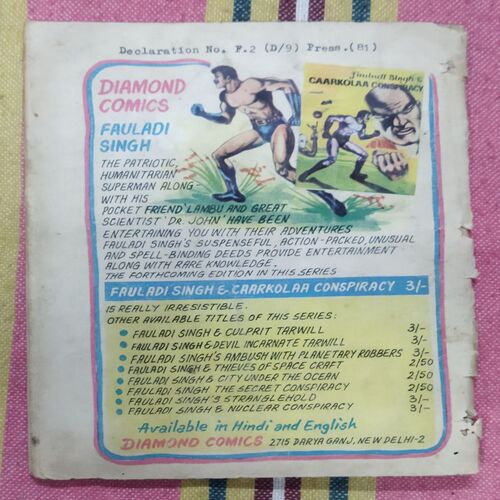 Declaration No. F.2 (D/9) Press.(81)
DIAMOND
COMICS
Fauladi Singh &
CAARKOLAA CONSPIRACY
FAULADI
SINGH
THE PATRIOTIC,
HUMANITARIAN
SUPERMAN ALONG-
WITH HIS
POCKET FRIEND 'LAMBU AND GREAT
SCIENTIST 'DR. JOHN' HAVE BEEN
ENTERTAINING YOU WITH THEIR ADVENTURES
FAULADI SINGH'S SUSPENSEFUL, ACTION-PACKED, UNUSUAL
AND SPELL-BINDING DEEDS PROVIDE ENTERTAINMENT
ALONG WITH RARE KNOWLEDGE.
THE FORTHCOMING EDITION IN THIS SERIES
FAULADI SINGH & CAARKOLAA CONSPIRACY 3/-
IS REALLY IRRESISTIBLE.
OTHER AVAILABLE TITLES OF THIS SERIES:
FAULADI SINGH & CULPRIT TARWILL 3/-
FAULADI SINGH & DEVIL INCARNATE TARWILL 3/-
FAULADI SINGH'S AMBUSH WITH PLANETARY ROBBERS 3/-
FAULADI SINGH & THIEVES OF SPACE CRAFT 2/50
FAULADI SINGH & CITY UNDER THE OCEAN 2/50
FAULADI SINGH THE SECRET CONSPIRACY 2/50
FAULADI SINGH'S STRANGLEHOLD 3/-
FAULADI SINGH & NUCLEAR CONSPIRACY 3/-
Available in Hindi and English
DIAMOND COMICS 2715 DARYA GANJ, NEW DELHI-2